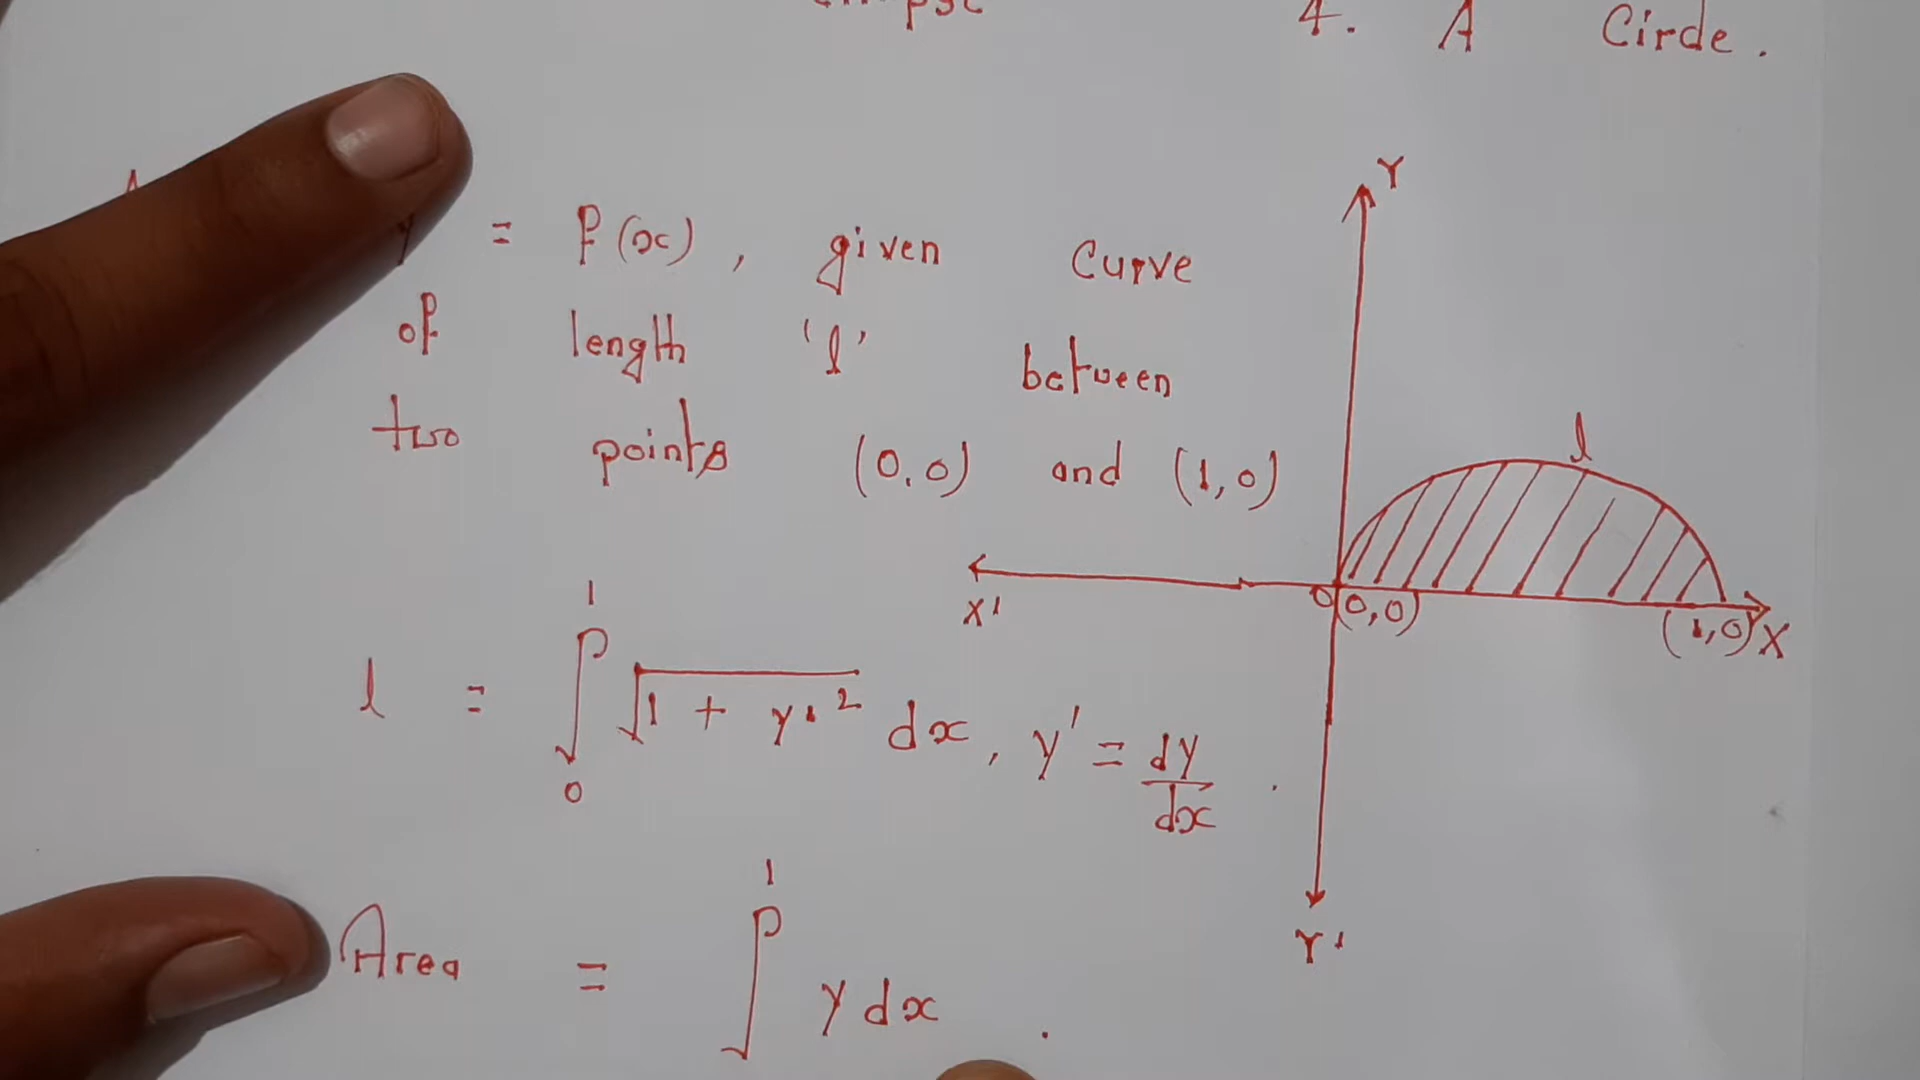 4. A Circle.
y = f(x), given curve
of length 'l' between
two points (0,0) and (1,0)
l = ∫₀¹ √(1 + y'²) dx, y' = dy/dx.
Area = ∫¹ y dx.
Y
l
X'
O(0,0)
(1,0) X
Y'